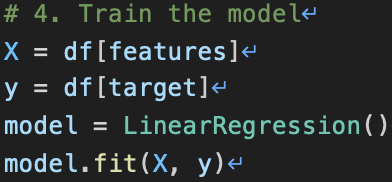 # 4. Train the model↵
X = df[features]↵
y = df[target]↵
model = LinearRegression()
model.fit(X, y)↵